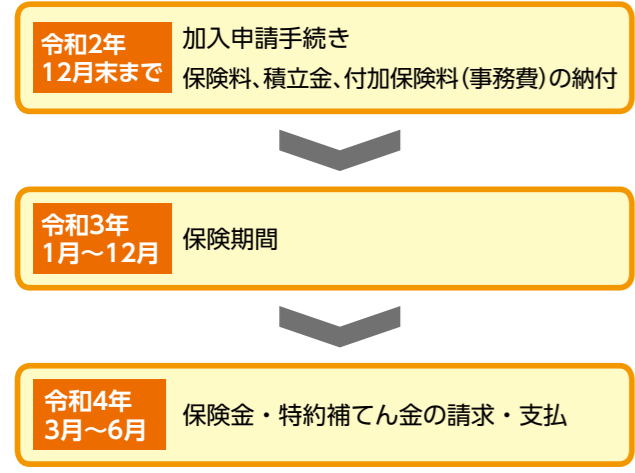 令和2年
12月末まで
加入申請手続き
保険料、積立金、付加保険料(事務費)の納付
令和3年
1月〜12月
保険期間
令和4年
3月〜6月
保険金・特約補てん金の請求・支払